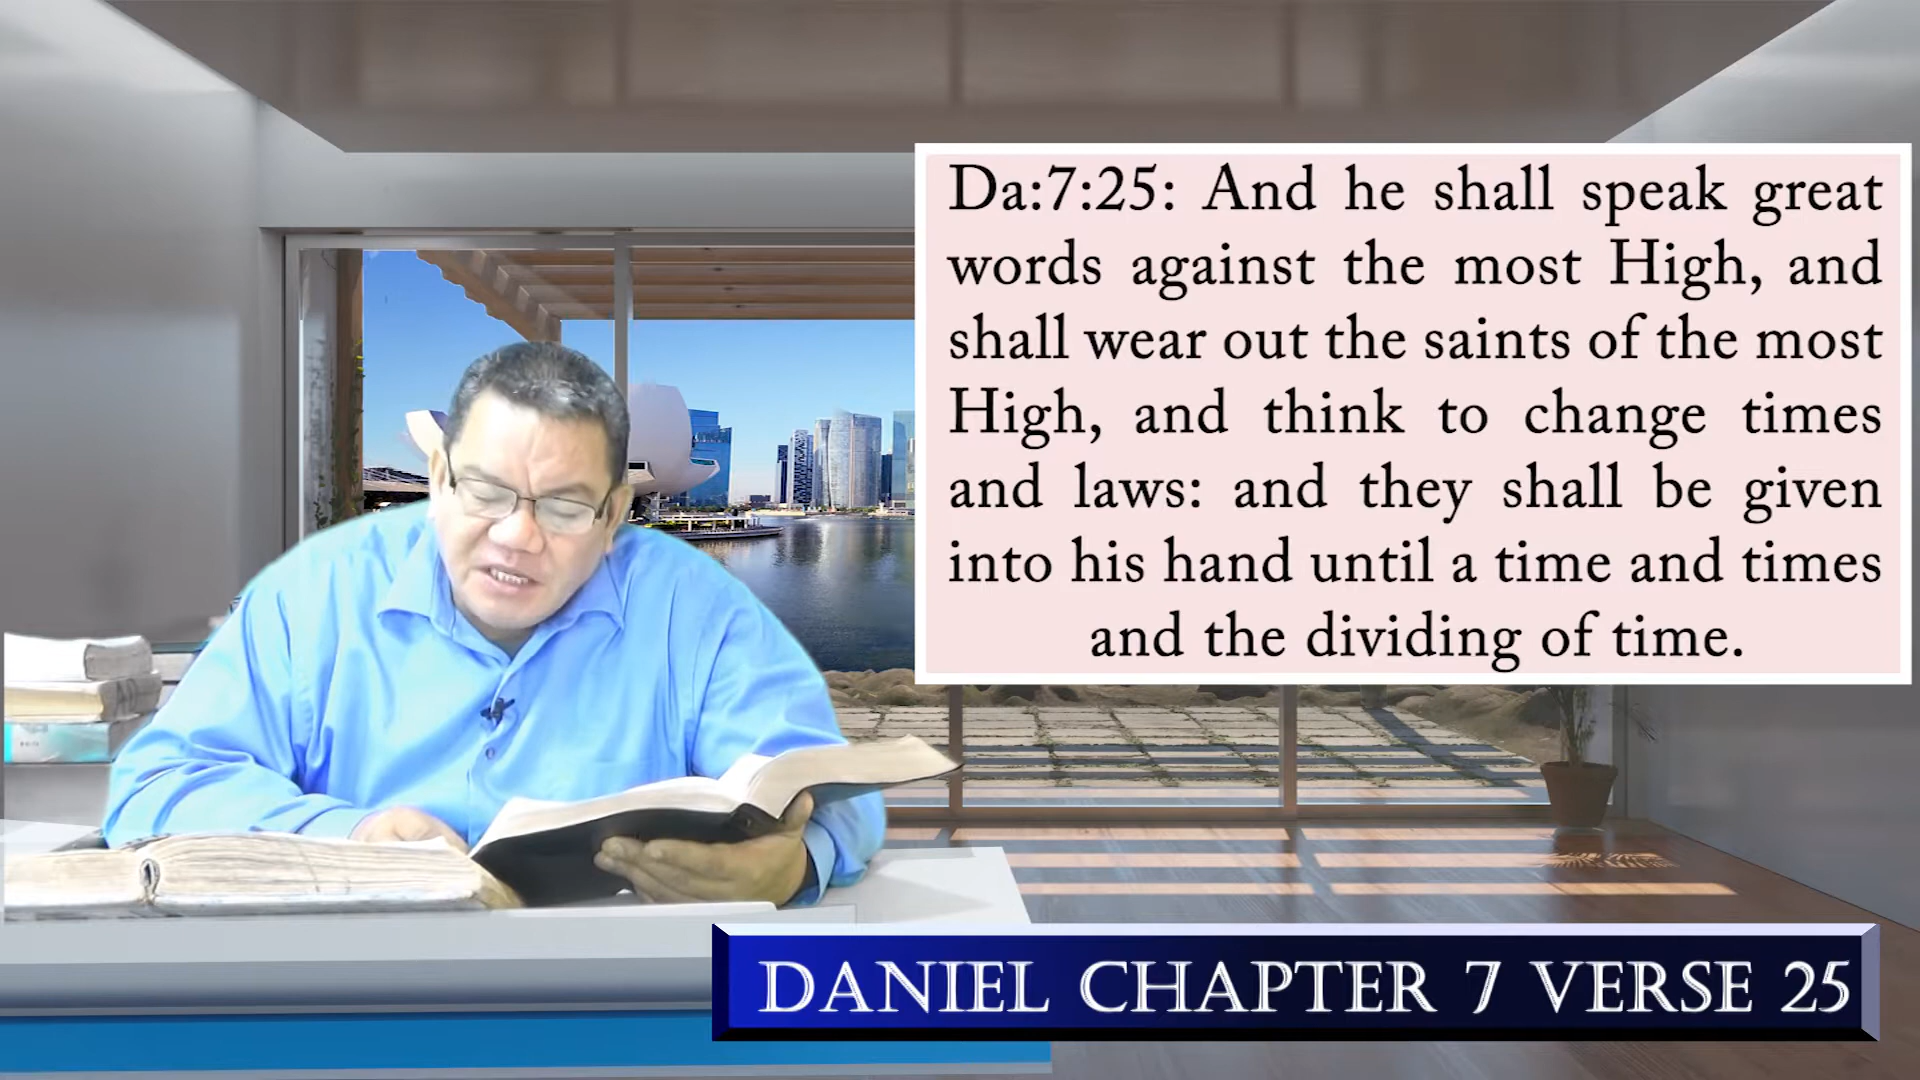 Da:7:25: And he shall speak great
words against the most High, and
shall wear out the saints of the most
High, and think to change times
and laws: and they shall be given
into his hand until a time and times
and the dividing of time.
DANIEL CHAPTER 7 VERSE 25